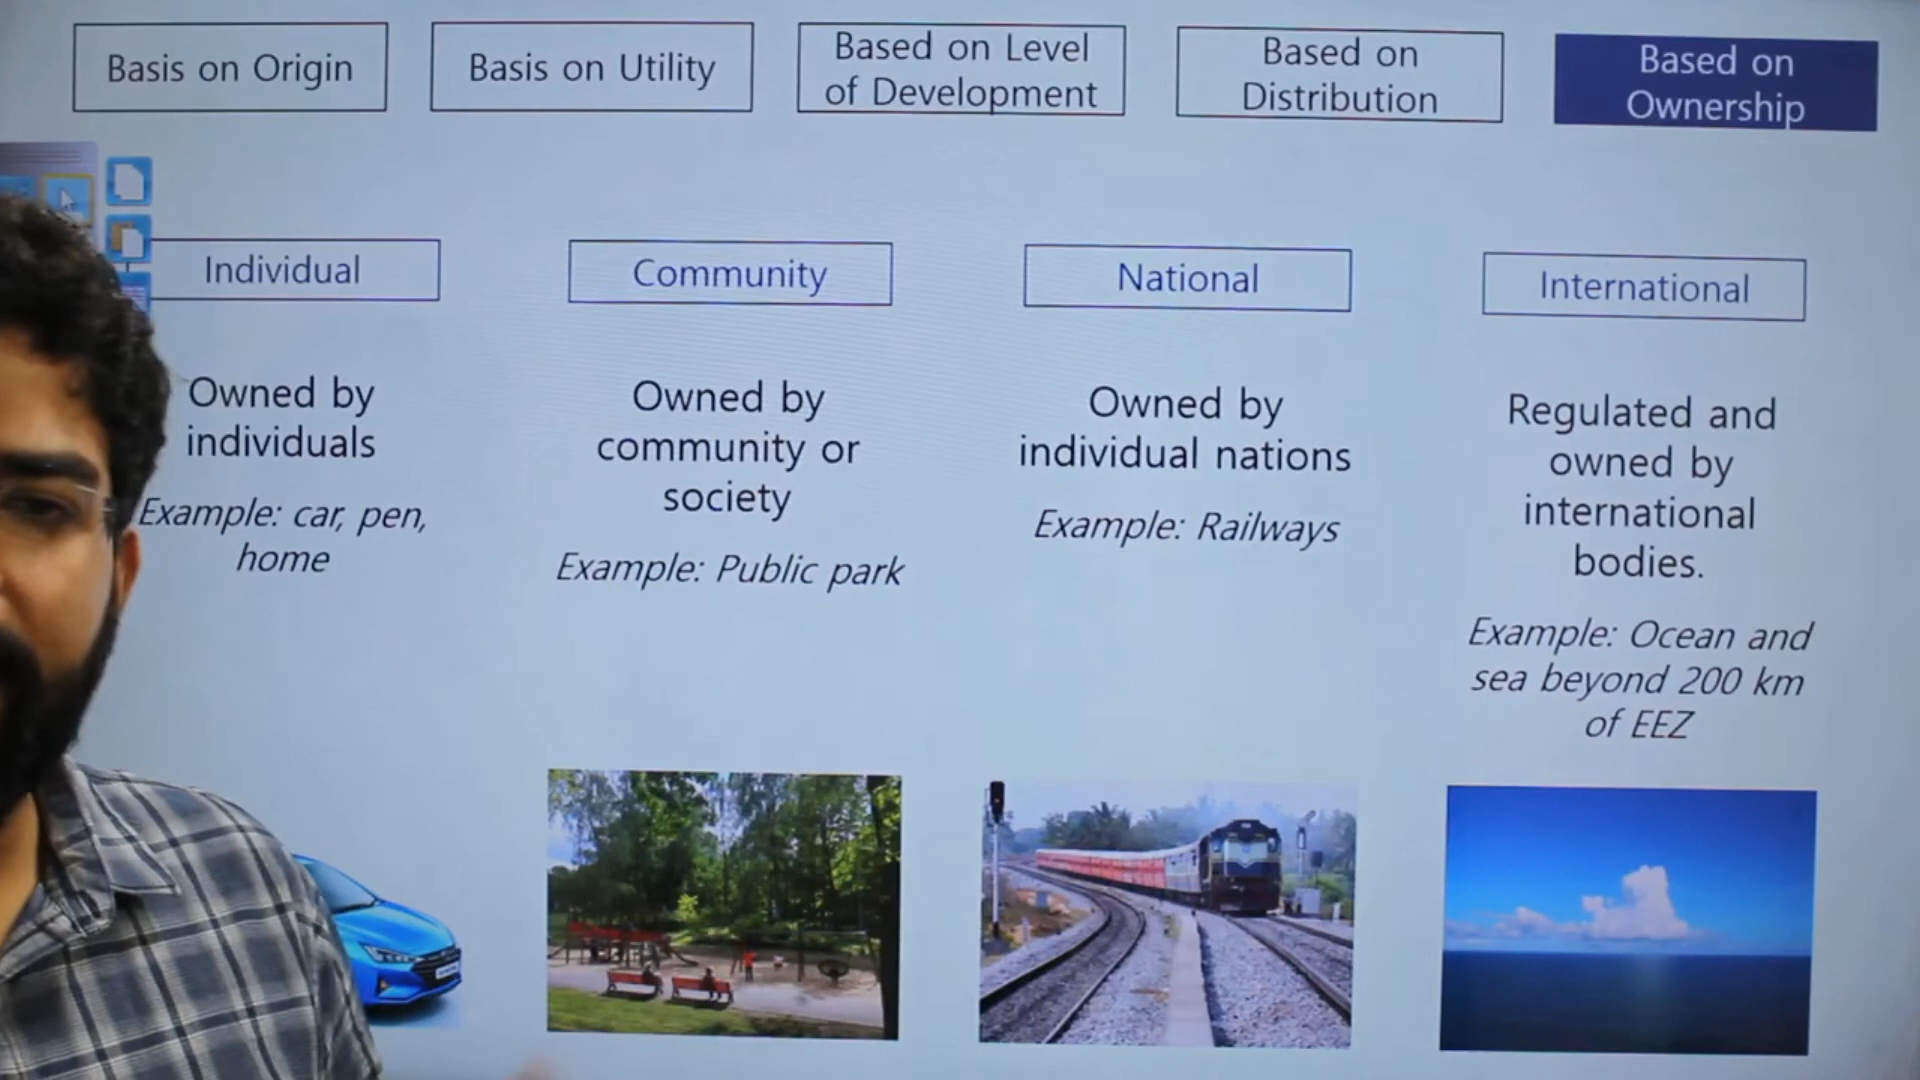 Basis on Origin
Basis on Utility
Based on Level
of Development
Based on
Distribution
Based on
Ownership
Individual
Owned by
individuals
Example: car, pen,
home
Community
Owned by
community or
society
Example: Public park
National
Owned by
individual nations
Example: Railways
International
Regulated and
owned by
international
bodies.
Example: Ocean and
sea beyond 200 km
of EEZ